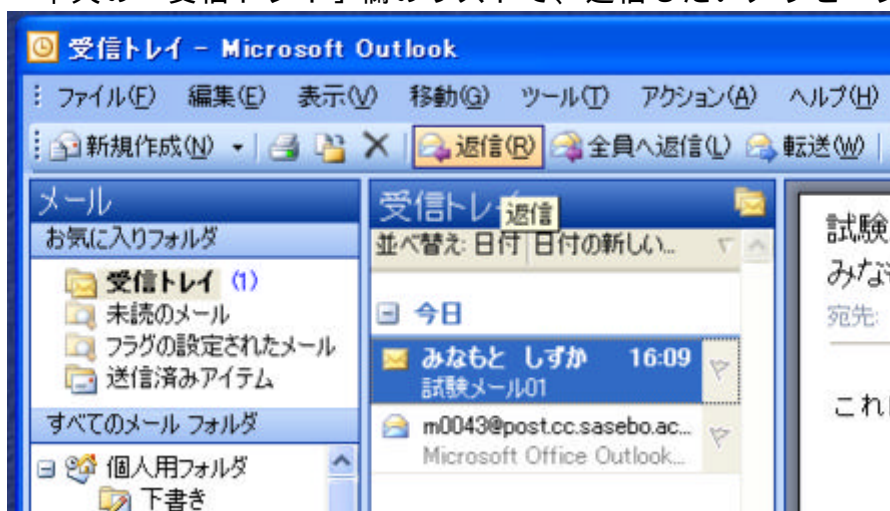 受信トレイ - Microsoft Outlook
ファイル(F) 編集(E) 表示(V) 移動(G) ツール(T) アクション(A) ヘルプ(H)
新規作成(N) 返信(R) 全員へ返信(L) 転送(W)
メール
お気に入りフォルダ
受信トレイ (1)
未読のメール
フラグの設定されたメール
送信済みアイテム
すべてのメール フォルダ
個人用フォルダ
下書き
受信トレイ
返信
並べ替え: 日付 日付の新しい...
今日
みなもと しずか 16:09
試験メール01
m0043@post.cc.sasebo.ac...
Microsoft Office Outlook...
試験
みな
宛先:
これ